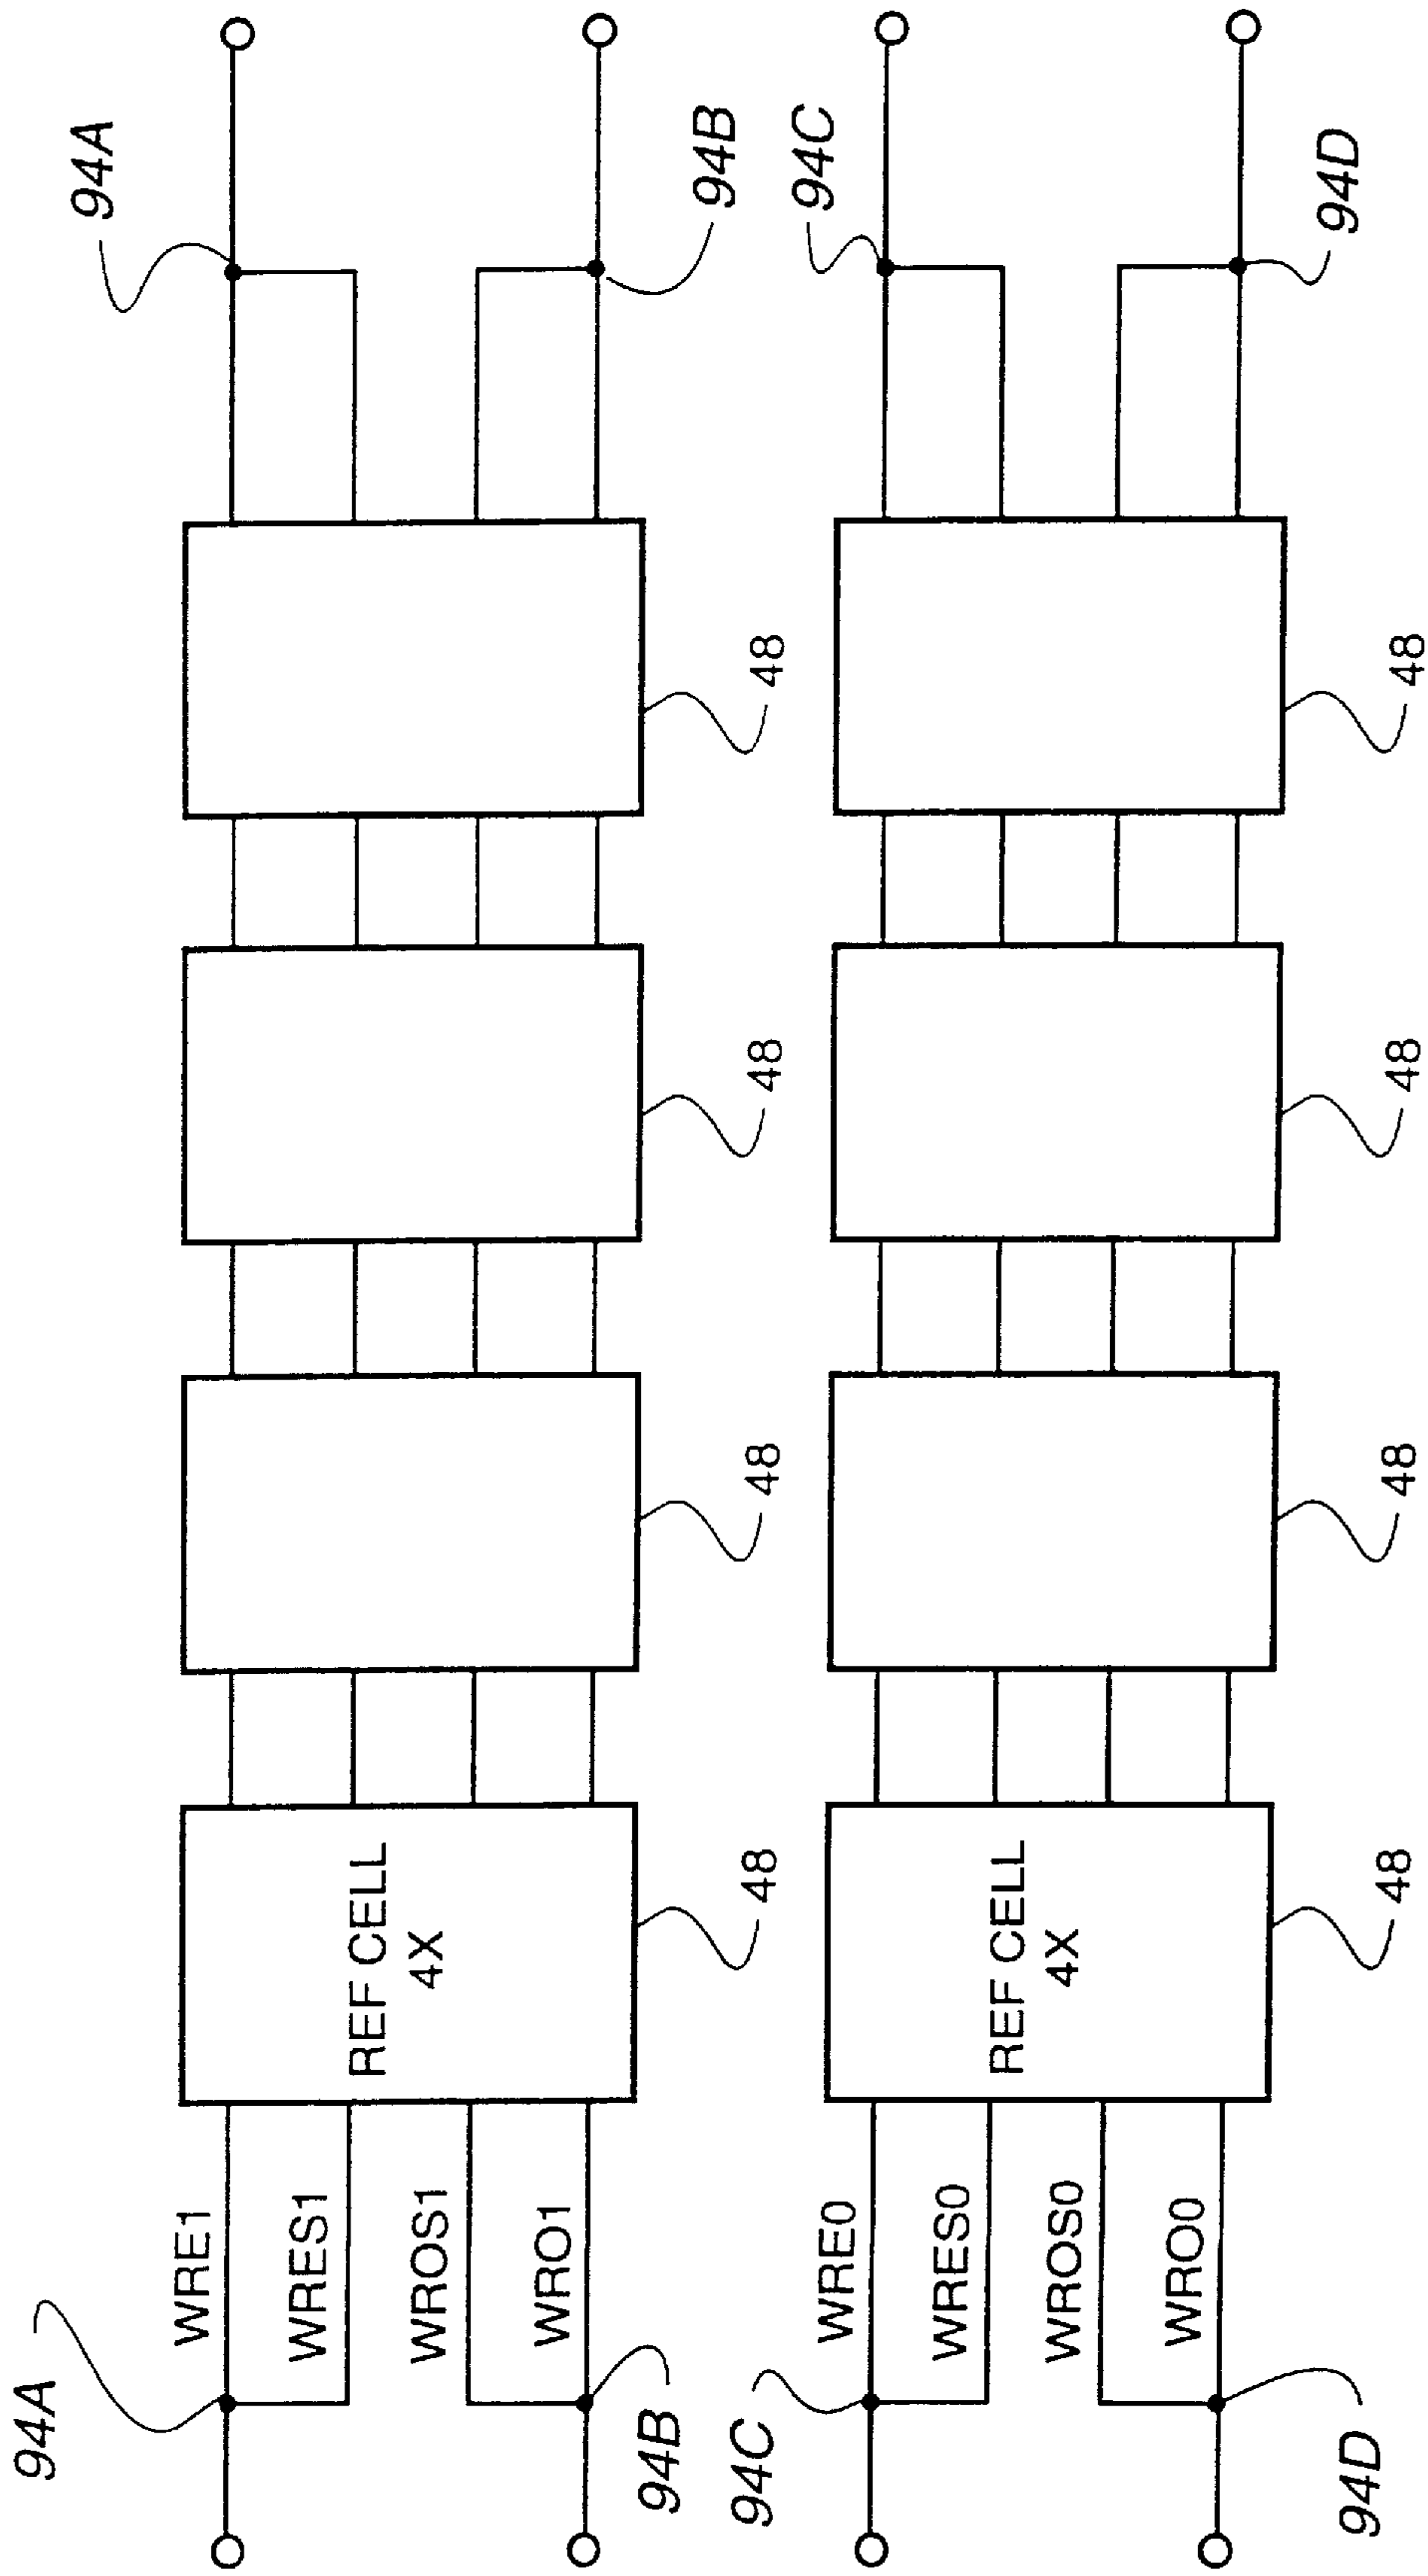 94A
94A
WRE1
WRES1
WROS1
WRO1
REF CELL
4X
94B
48
48
48
48
94B
94C
94C
WRE0
WRES0
WROS0
WRO0
REF CELL
4X
94D
48
48
48
48
94D